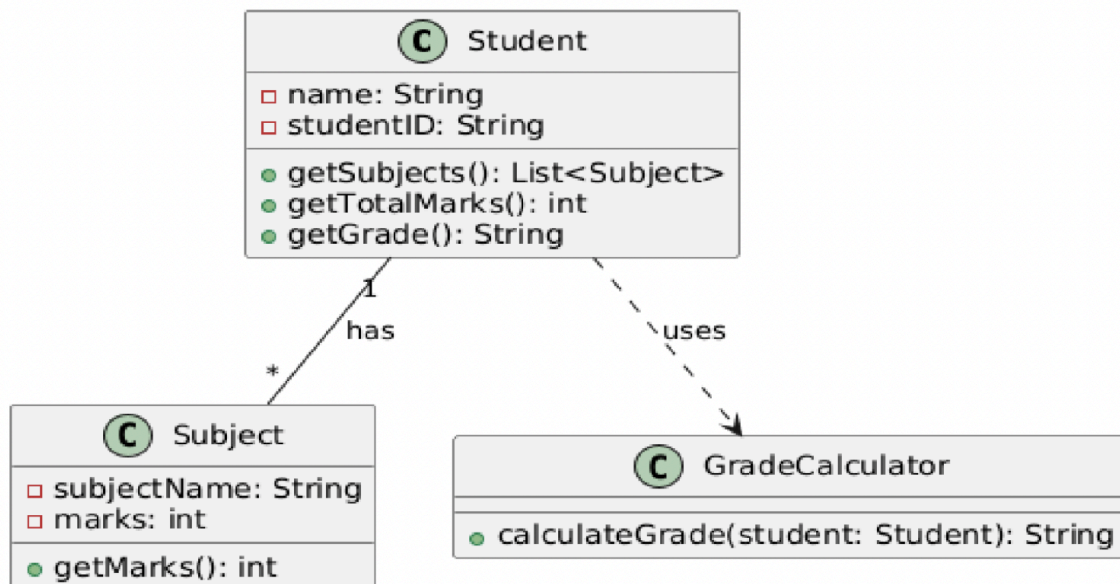 C Student
name: String
studentID: String
getSubjects(): List<Subject>
getTotalMarks(): int
getGrade(): String
1
has
uses
*
C Subject
subjectName: String
marks: int
getMarks(): int
C GradeCalculator
calculateGrade(student: Student): String